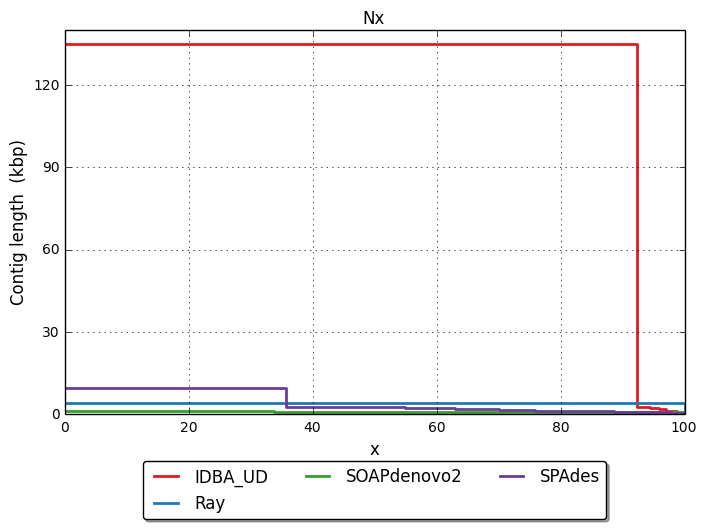 Nx
Contig length (kbp)
120
90
60
30
0
0 20 40 60 80 100
x
IDBA_UD SOAPdenovo2 SPAdes
Ray